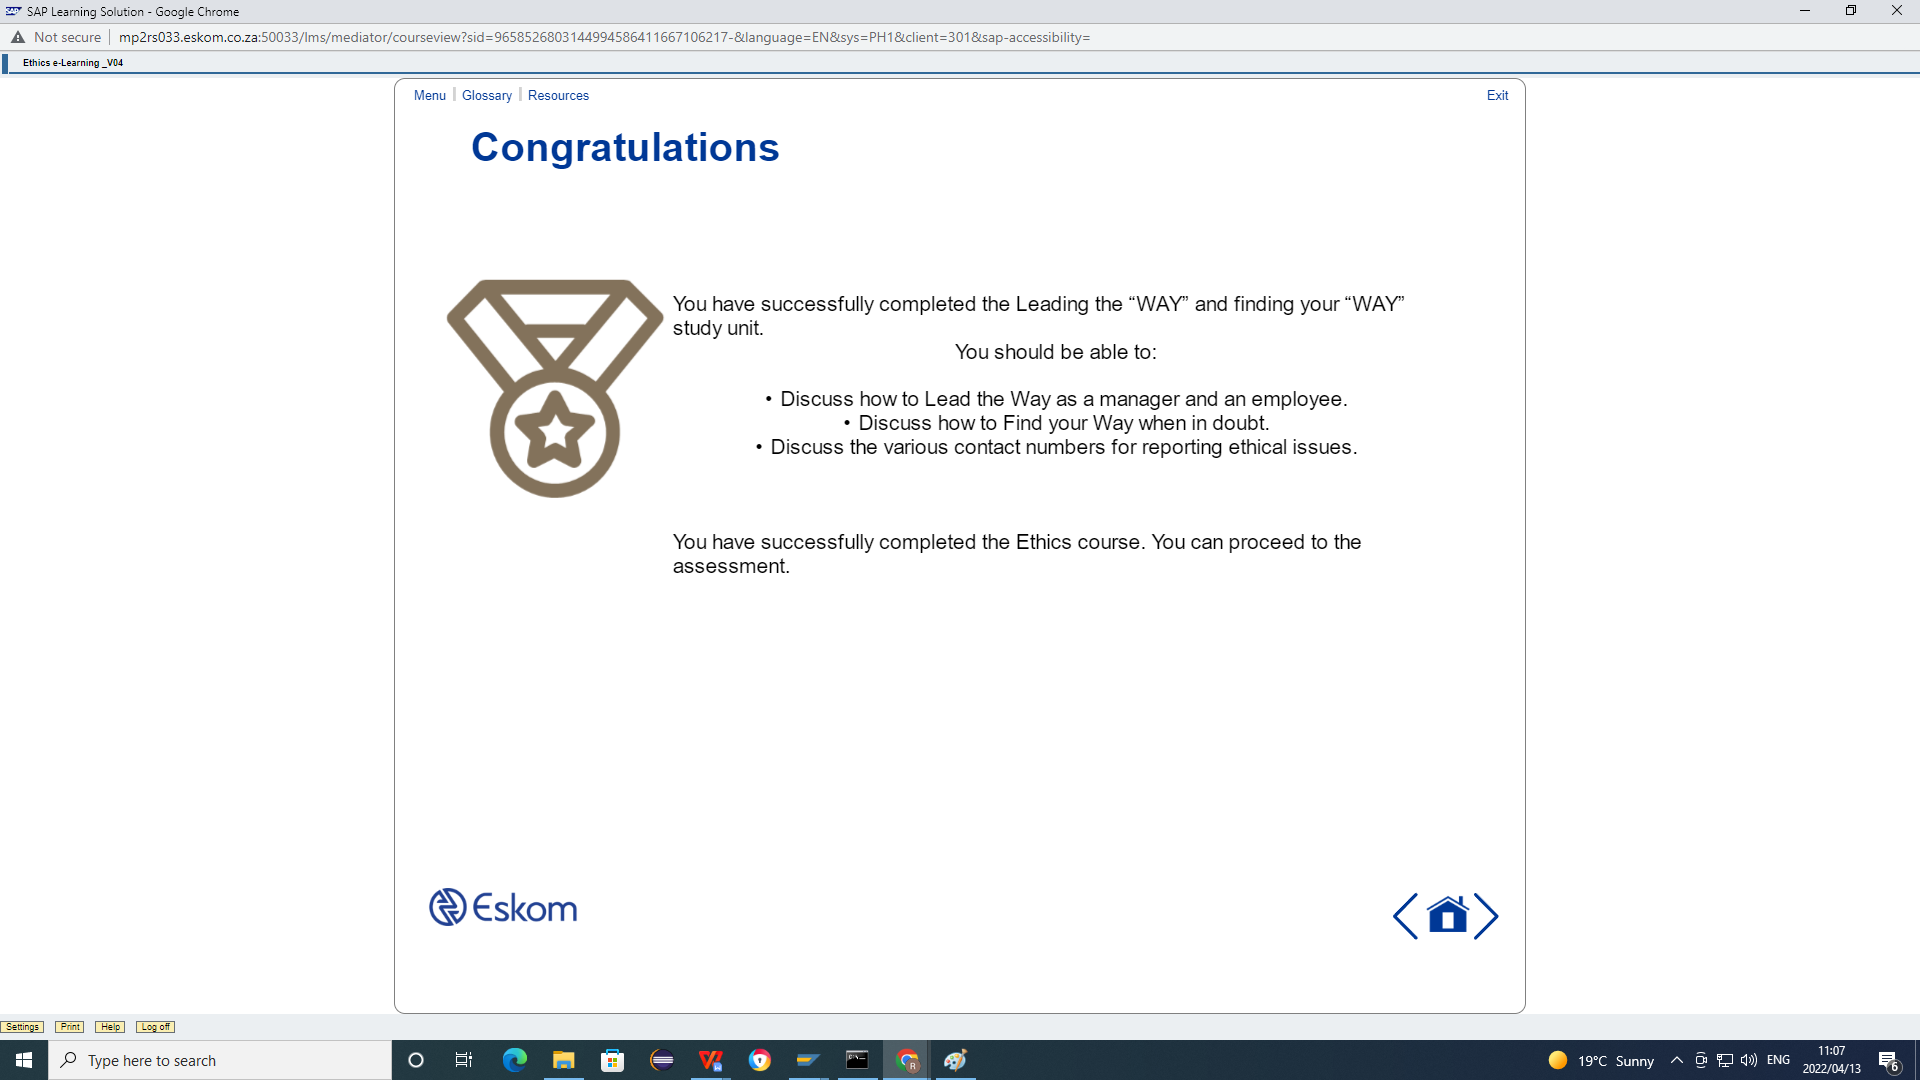 SAP Learning Solution - Google Chrome
Not secure mp2rs033.eskom.co.za:50033/lms/mediator/courseview?sid=9658526803144994586411667106217-&language=EN&sys=PH1&client=301&sap-accessibility=
Ethics e-Learning _V04
Menu Glossary Resources Exit
Congratulations
You have successfully completed the Leading the “WAY” and finding your “WAY”
study unit.
You should be able to:
• Discuss how to Lead the Way as a manager and an employee.
• Discuss how to Find your Way when in doubt.
• Discuss the various contact numbers for reporting ethical issues.
You have successfully completed the Ethics course. You can proceed to the
assessment.
Eskom
Settings Print Help Log off
Type here to search
19°C Sunny ENG
11:07
2022/04/13
6